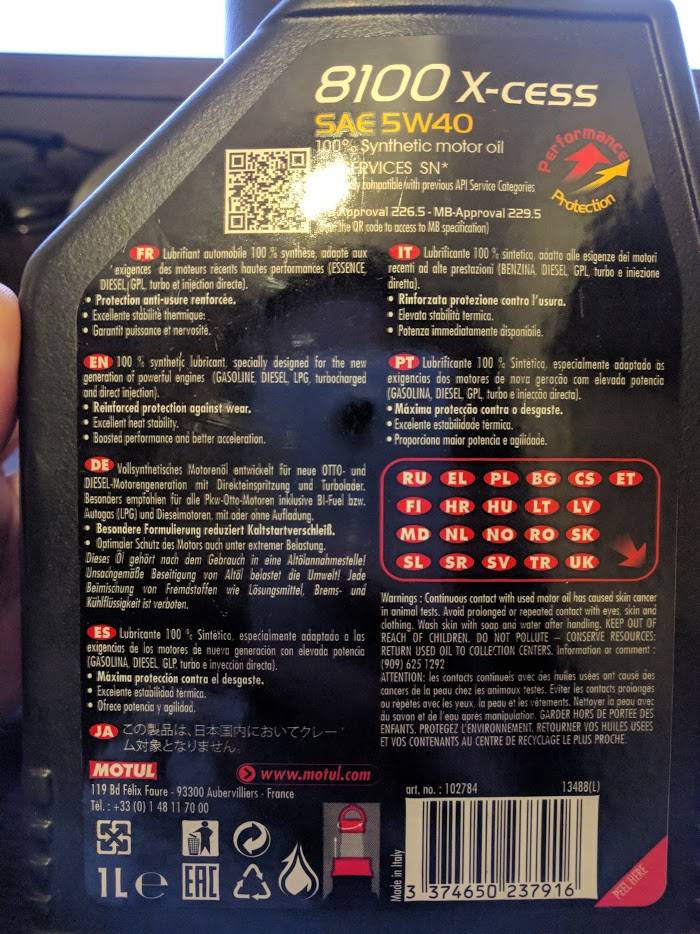 8100 X-cess
SAE 5W40
100% Synthetic motor oil
SERVICES SN*
compatible with previous API Service Categories
Approval 226.5 - MB-Approval 229.5
the QR code to access to MB specification)
Performance
Protection
FR Lubrifiant automobile 100 % synthèse, adapté aux
exigences des moteurs récents hautes performances (ESSENCE,
DIESEL, GPL, turbo et injection directe).
• Protection anti-usure renforcée.
• Excellente stabilité thermique.
• Garantit puissance et nervosité.
EN 100 % synthetic lubricant, specially designed for the new
generation of powerful engines (GASOLINE, DIESEL, LPG, turbocharged
and direct injection).
• Reinforced protection against wear.
• Excellent heat stability.
• Boosted performance and better acceleration.
DE Vollsynthetisches Motorenöl entwickelt für neue OTTO- und
DIESEL-Motorengeneration mit Direkteinspritzung und Turbolader.
Besonders empfohlen für alle Pkw-Otto-Motoren inklusive BI-Fuel bzw.
Autogas (LPG) und Dieselmotoren, mit oder ohne Aufladung.
• Besondere Formulierung reduziert Kaltstartverschleiß.
• Optimaler Schutz des Motors auch unter extremer Belastung.
Dieses Öl gehört nach dem Gebrauch in eine Altölannahmestelle!
Unsachgemäße Beseitigung von Altöl belastet die Umwelt! Jede
Beimischung von Fremdstoffen wie Lösungsmittel, Brems- und
Kühlflüssigkeit ist verboten.
ES Lubricante 100 % Sintético, especialmente adaptado a las
exigencias de los motores de nueva generación con elevada potencia
(GASOLINA, DIESEL, GLP, turbo e inyección directa).
• Máxima protección contra el desgaste.
• Excelente estabilidad térmica.
• Ofrece potencia y agilidad.
JA この製品は、日本国内においてクレー
ム対象となりません。
IT Lubrificante 100 % sintetico, adatto alle esigenze dei motori
recenti ad alte prestazioni (BENZINA, DIESEL, GPL, turbo e iniezione
diretta).
• Rinforzata protezione contro l'usura.
• Elevata stabilità termica.
• Potenza immediatamente disponibile.
PT Lubrificante 100 % Sintético, especialmente adaptado às
exigências dos motores de nova geração com elevada potência
(GASOLINA, DIESEL, GPL, turbo e injecção directa).
• Máxima protecção contra o desgaste.
• Excelente estabilidade térmica.
• Proporciona maior potencia e agilidade.
RU EL PL BG CS ET
FI HR HU LT LV
MD NL NO RO SK
SL SR SV TR UK
Warnings : Continuous contact with used motor oil has caused skin cancer
in animal tests. Avoid prolonged or repeated contact with eyes, skin and
clothing. Wash skin with soap and water after handling. KEEP OUT OF
REACH OF CHILDREN. DO NOT POLLUTE – CONSERVE RESOURCES:
RETURN USED OIL TO COLLECTION CENTERS. Information or comment :
(909) 625 1292
ATTENTION: les contacts continuels avec des huiles usées ont causé des
cancers de la peau chez les animaux testés. Eviter les contacts prolongés
ou répétés avec les yeux, la peau et les vêtements. Nettoyer la peau avec
du savon et de l'eau après manipulation. GARDER HORS DE PORTEE DES
ENFANTS. PROTEGEZ L'ENVIRONNEMENT. RETOURNER VOS HUILES USEES
ET VOS CONTENANTS AU CENTRE DE RECYCLAGE LE PLUS PROCHE.
MOTUL
www.motul.com
119 Bd Félix Faure - 93300 Aubervilliers - France
Tél. : +33 (0) 1 48 11 70 00
1L e EAC
art. no. : 102784 13488(L)
Made in Italy
3 374650 237916
PEEL HERE